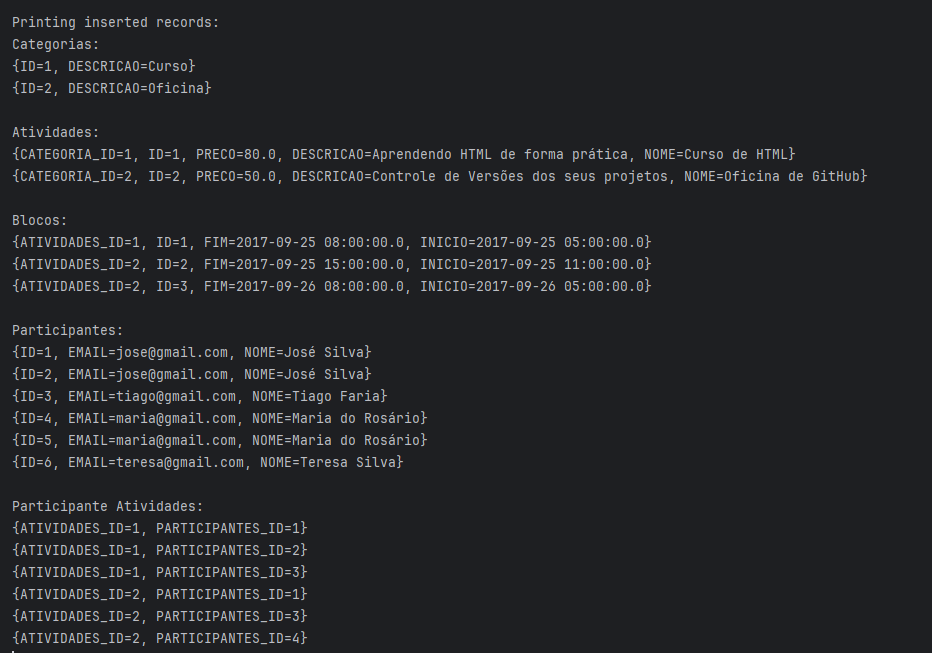 Printing inserted records:
Categorias:
{ID=1, DESCRICAO=Curso}
{ID=2, DESCRICAO=Oficina}
Atividades:
{CATEGORIA_ID=1, ID=1, PRECO=80.0, DESCRICAO=Aprendendo HTML de forma prática, NOME=Curso de HTML}
{CATEGORIA_ID=2, ID=2, PRECO=50.0, DESCRICAO=Controle de Versões dos seus projetos, NOME=Oficina de GitHub}
Blocos:
{ATIVIDADES_ID=1, ID=1, FIM=2017-09-25 08:00:00.0, INICIO=2017-09-25 05:00:00.0}
{ATIVIDADES_ID=2, ID=2, FIM=2017-09-25 15:00:00.0, INICIO=2017-09-25 11:00:00.0}
{ATIVIDADES_ID=2, ID=3, FIM=2017-09-26 08:00:00.0, INICIO=2017-09-26 05:00:00.0}
Participantes:
{ID=1, EMAIL=jose@gmail.com, NOME=José Silva}
{ID=2, EMAIL=jose@gmail.com, NOME=José Silva}
{ID=3, EMAIL=tiago@gmail.com, NOME=Tiago Faria}
{ID=4, EMAIL=maria@gmail.com, NOME=Maria do Rosário}
{ID=5, EMAIL=maria@gmail.com, NOME=Maria do Rosário}
{ID=6, EMAIL=teresa@gmail.com, NOME=Teresa Silva}
Participante Atividades:
{ATIVIDADES_ID=1, PARTICIPANTES_ID=1}
{ATIVIDADES_ID=1, PARTICIPANTES_ID=2}
{ATIVIDADES_ID=1, PARTICIPANTES_ID=3}
{ATIVIDADES_ID=2, PARTICIPANTES_ID=1}
{ATIVIDADES_ID=2, PARTICIPANTES_ID=3}
{ATIVIDADES_ID=2, PARTICIPANTES_ID=4}